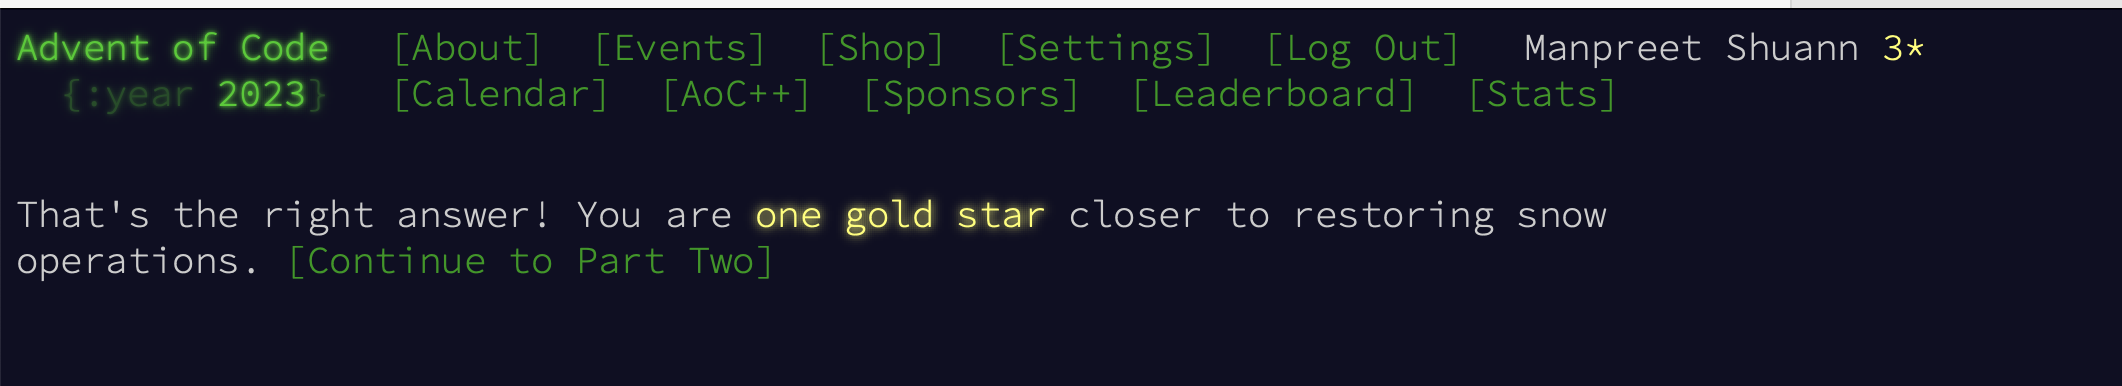 Advent of Code [About] [Events] [Shop] [Settings] [Log Out] Manpreet Shuann 3*
{:year 2023} [Calendar] [AoC++] [Sponsors] [Leaderboard] [Stats]
That's the right answer! You are one gold star closer to restoring snow
operations. [Continue to Part Two]